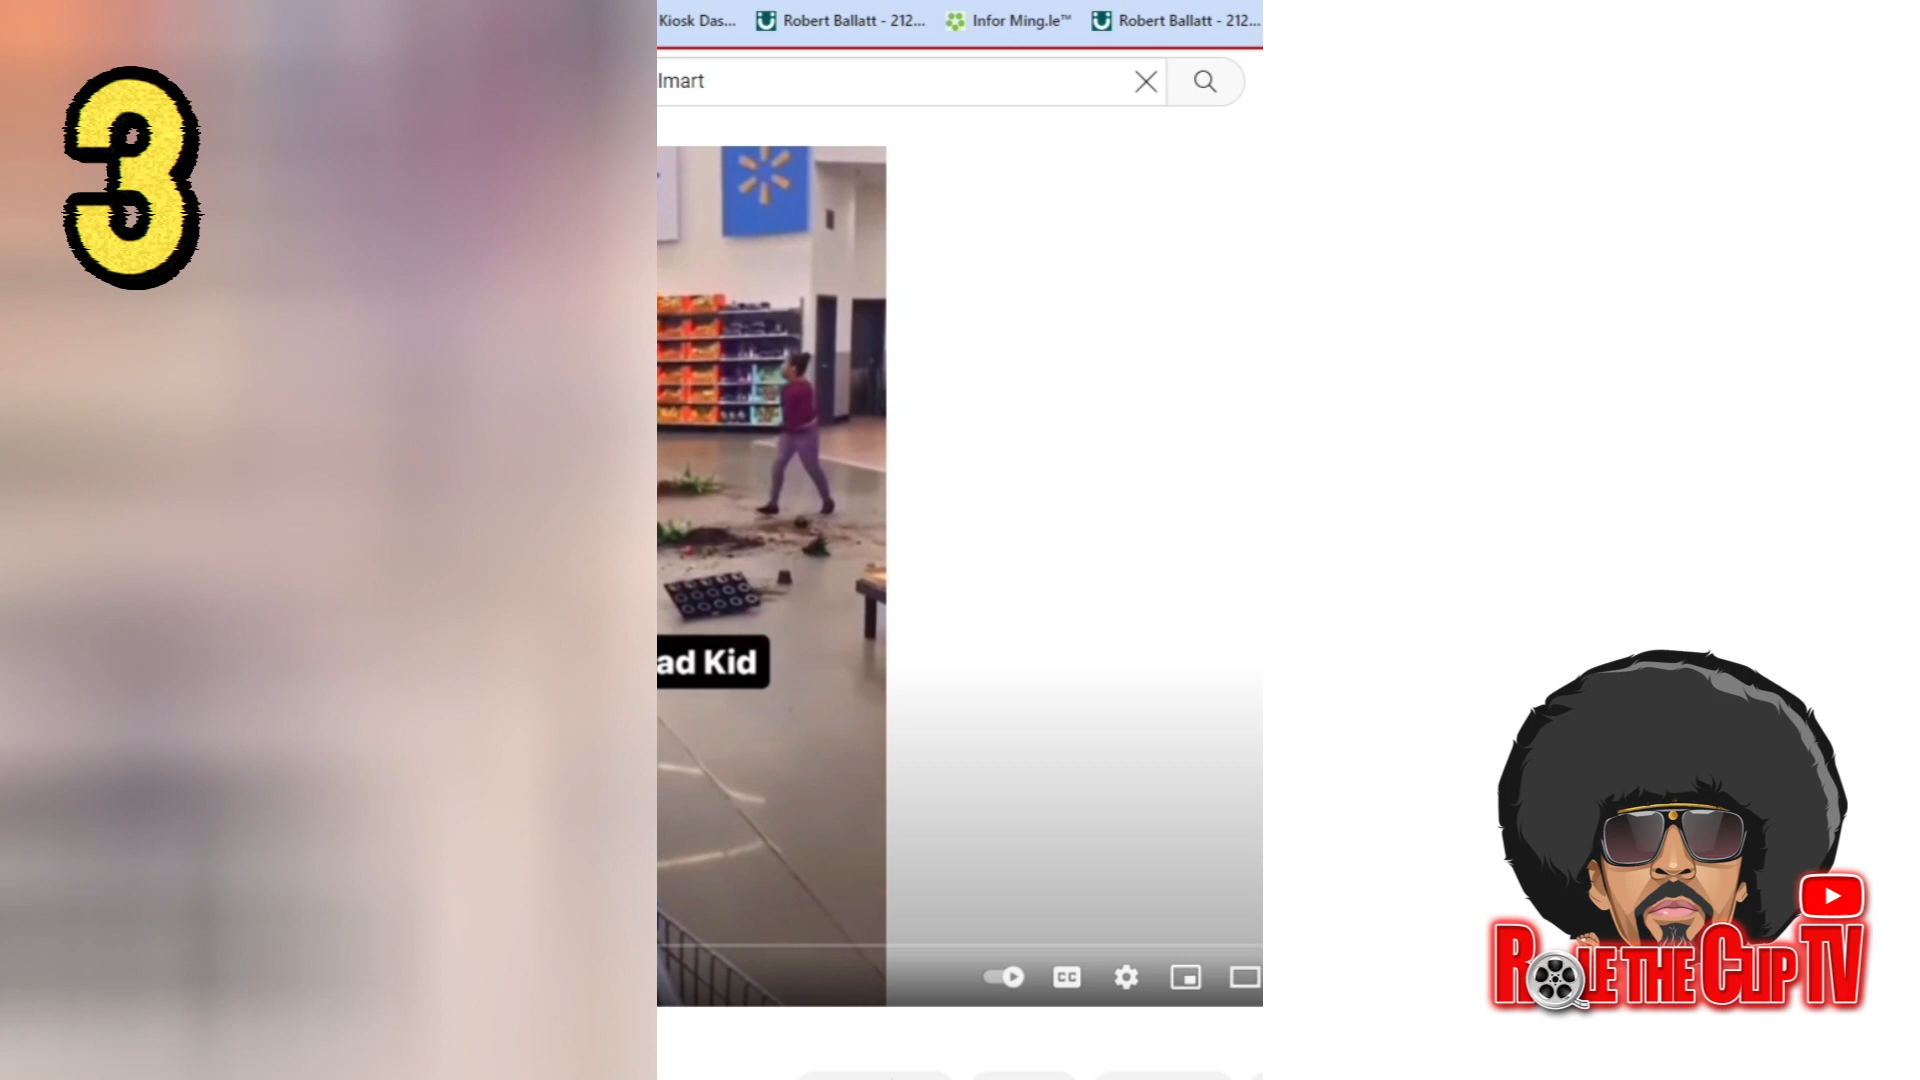 3
Kiosk Das...
Robert Ballatt - 212...
Infor Ming.le™
Robert Ballatt - 212...
lmart
ad Kid
CC
ROLLE THE CLIP TV